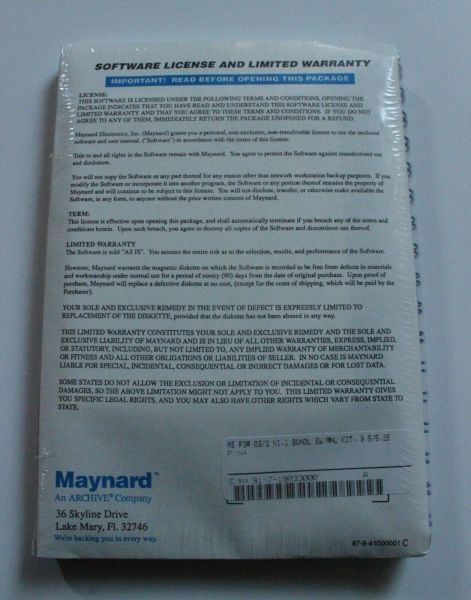 SOFTWARE LICENSE AND LIMITED WARRANTY
IMPORTANT! READ BEFORE OPENING THIS PACKAGE
LICENSE:
THIS SOFTWARE IS LICENSED UNDER THE FOLLOWING TERMS AND CONDITIONS, OPENING THE
PACKAGE INDICATES THAT YOU HAVE READ AND UNDERSTAND THIS SOFTWARE LICENSE AND
LIMITED WARRANTY AND THAT YOU AGREE TO THESE TERMS AND CONDITIONS. IF YOU DO NOT
AGREE TO ANY OF THEM, IMMEDIATELY RETURN THE PACKAGE UNOPENED FOR A REFUND.
Maynard Electronics, Inc. (Maynard) grants you a personal, non-exclusive, non-transferable license to use the enclosed
software and user manual, ("Software") in accordance with the terms of this license.
Title to and all rights in the Software remain with Maynard. You agree to protect the Software against unauthorized use
and disclosure.
You will not copy the Software or any part thereof for any reason other than network workstation backup purposes. If you
modify the Software or incorporate it into another program, the Software or any portion thereof remains the property of
Maynard and will continue to be subject to this license. You will not disclose, transfer, or otherwise make available the
Software, in any form, to anyone without the prior written consent of Maynard.
TERM:
This license is effective upon opening this package, and shall automatically terminate if you breach any of the terms and
conditions herein. Upon such breach, you agree to destroy all copies of the Software and discontinue use thereof.
LIMITED WARRANTY
The Software is sold "AS IS". You assume the entire risk as to the selection, results, and performance of the Software.
However, Maynard warrants the magnetic diskette on which the Software is recorded to be free from defects in materials
and workmanship under normal use for a period of ninety (90) days from the date of original purchase. Upon proof of
purchase, Maynard will replace a defective diskette at no cost, (except for the costs of shipping, which will be paid by the
Purchaser).
YOUR SOLE AND EXCLUSIVE REMEDY IN THE EVENT OF DEFECT IS EXPRESSLY LIMITED TO
REPLACEMENT OF THE DISKETTE, provided that the diskette has not been abused in any way.
THIS LIMITED WARRANTY CONSTITUTES YOUR SOLE AND EXCLUSIVE REMEDY AND THE SOLE AND
EXCLUSIVE LIABILITY OF MAYNARD AND IS IN LIEU OF ALL OTHER WARRANTIES, EXPRESS, IMPLIED,
OR STATUTORY, INCLUDING, BUT NOT LIMITED TO, ANY IMPLIED WARRANTY OF MERCHANTABILITY
OR FITNESS AND ALL OTHER OBLIGATIONS OR LIABILITIES OF SELLER. IN NO CASE IS MAYNARD
LIABLE FOR SPECIAL, INCIDENTAL, CONSEQUENTIAL OR INDIRECT DAMAGES OR FOR LOST DATA.
SOME STATES DO NOT ALLOW THE EXCLUSION OR LIMITATION OF INCIDENTAL OR CONSEQUENTIAL
DAMAGES, SO THE ABOVE LIMITATION MIGHT NOT APPLY TO YOU. THIS LIMITED WARRANTY GIVES
YOU SPECIFIC LEGAL RIGHTS, AND YOU MAY ALSO HAVE OTHER RIGHTS WHICH VARY FROM STATE TO
STATE.
FOR OS/2 V1.1 BUNDL KIT, 3.5/5.25
P/N#
91-7-18033000 A
Maynard™
An ARCHIVE® Company
36 Skyline Drive
Lake Mary, Fl. 32746
We're backing you in every way.
97-9-41000001 C